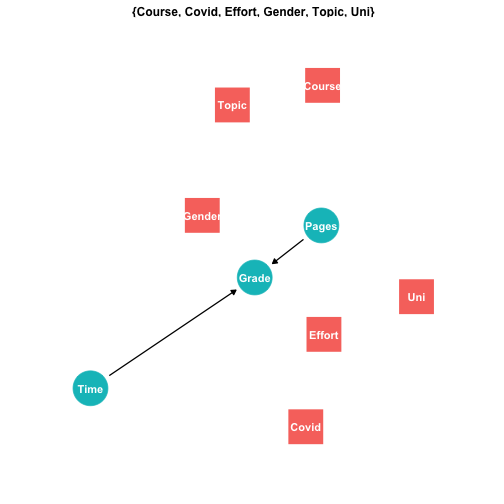 {Course, Covid, Effort, Gender, Topic, Uni}
Course
Topic
Gender
Pages
Grade
Uni
Effort
Time
Covid